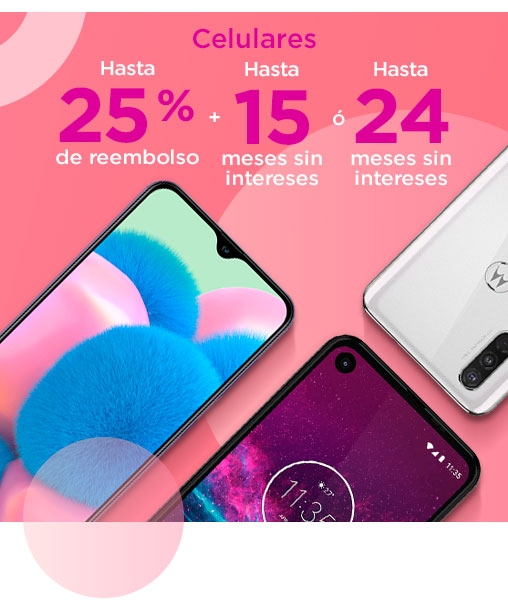 Celulares
Hasta
25%
de reembolso
+
Hasta
15
meses sin
intereses
ó
Hasta
24
meses sin
intereses
11:35
27°
11:35